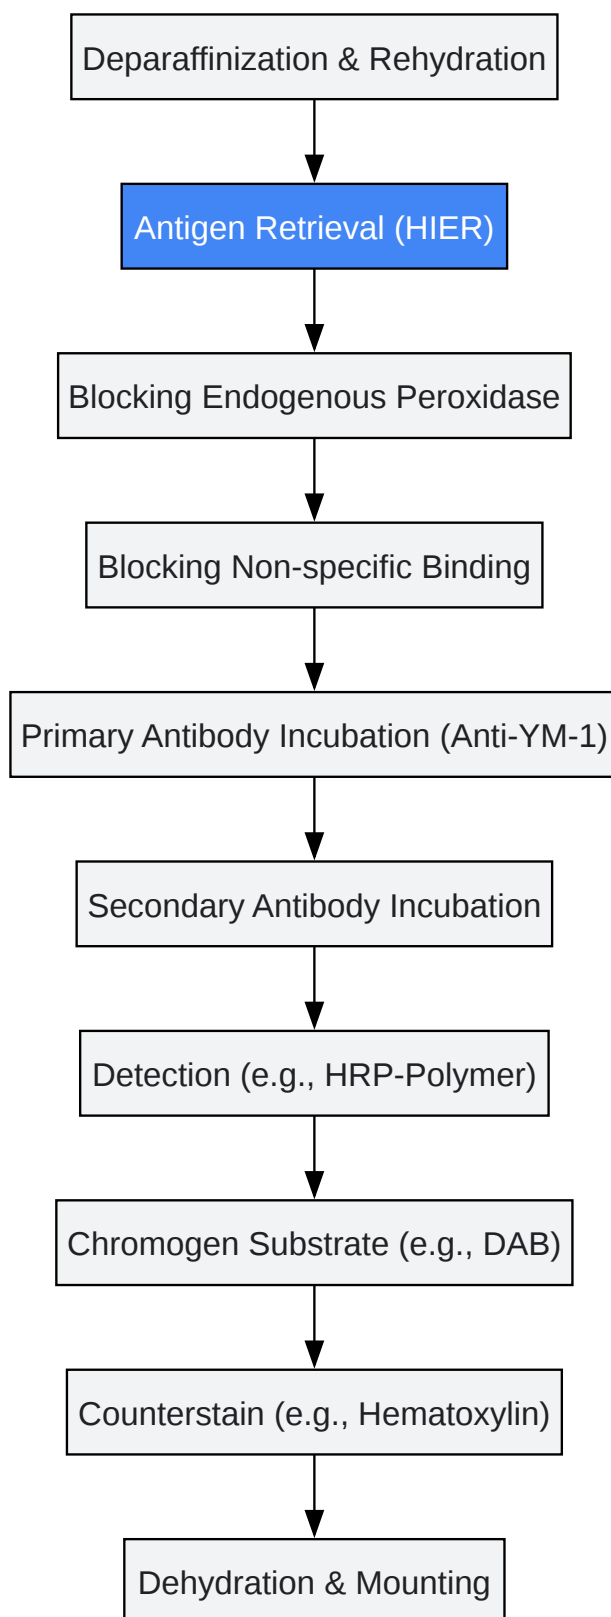 Deparaffinization & Rehydration
Antigen Retrieval (HIER)
Blocking Endogenous Peroxidase
Blocking Non-specific Binding
Primary Antibody Incubation (Anti-YM-1)
Secondary Antibody Incubation
Detection (e.g., HRP-Polymer)
Chromogen Substrate (e.g., DAB)
Counterstain (e.g., Hematoxylin)
Dehydration & Mounting